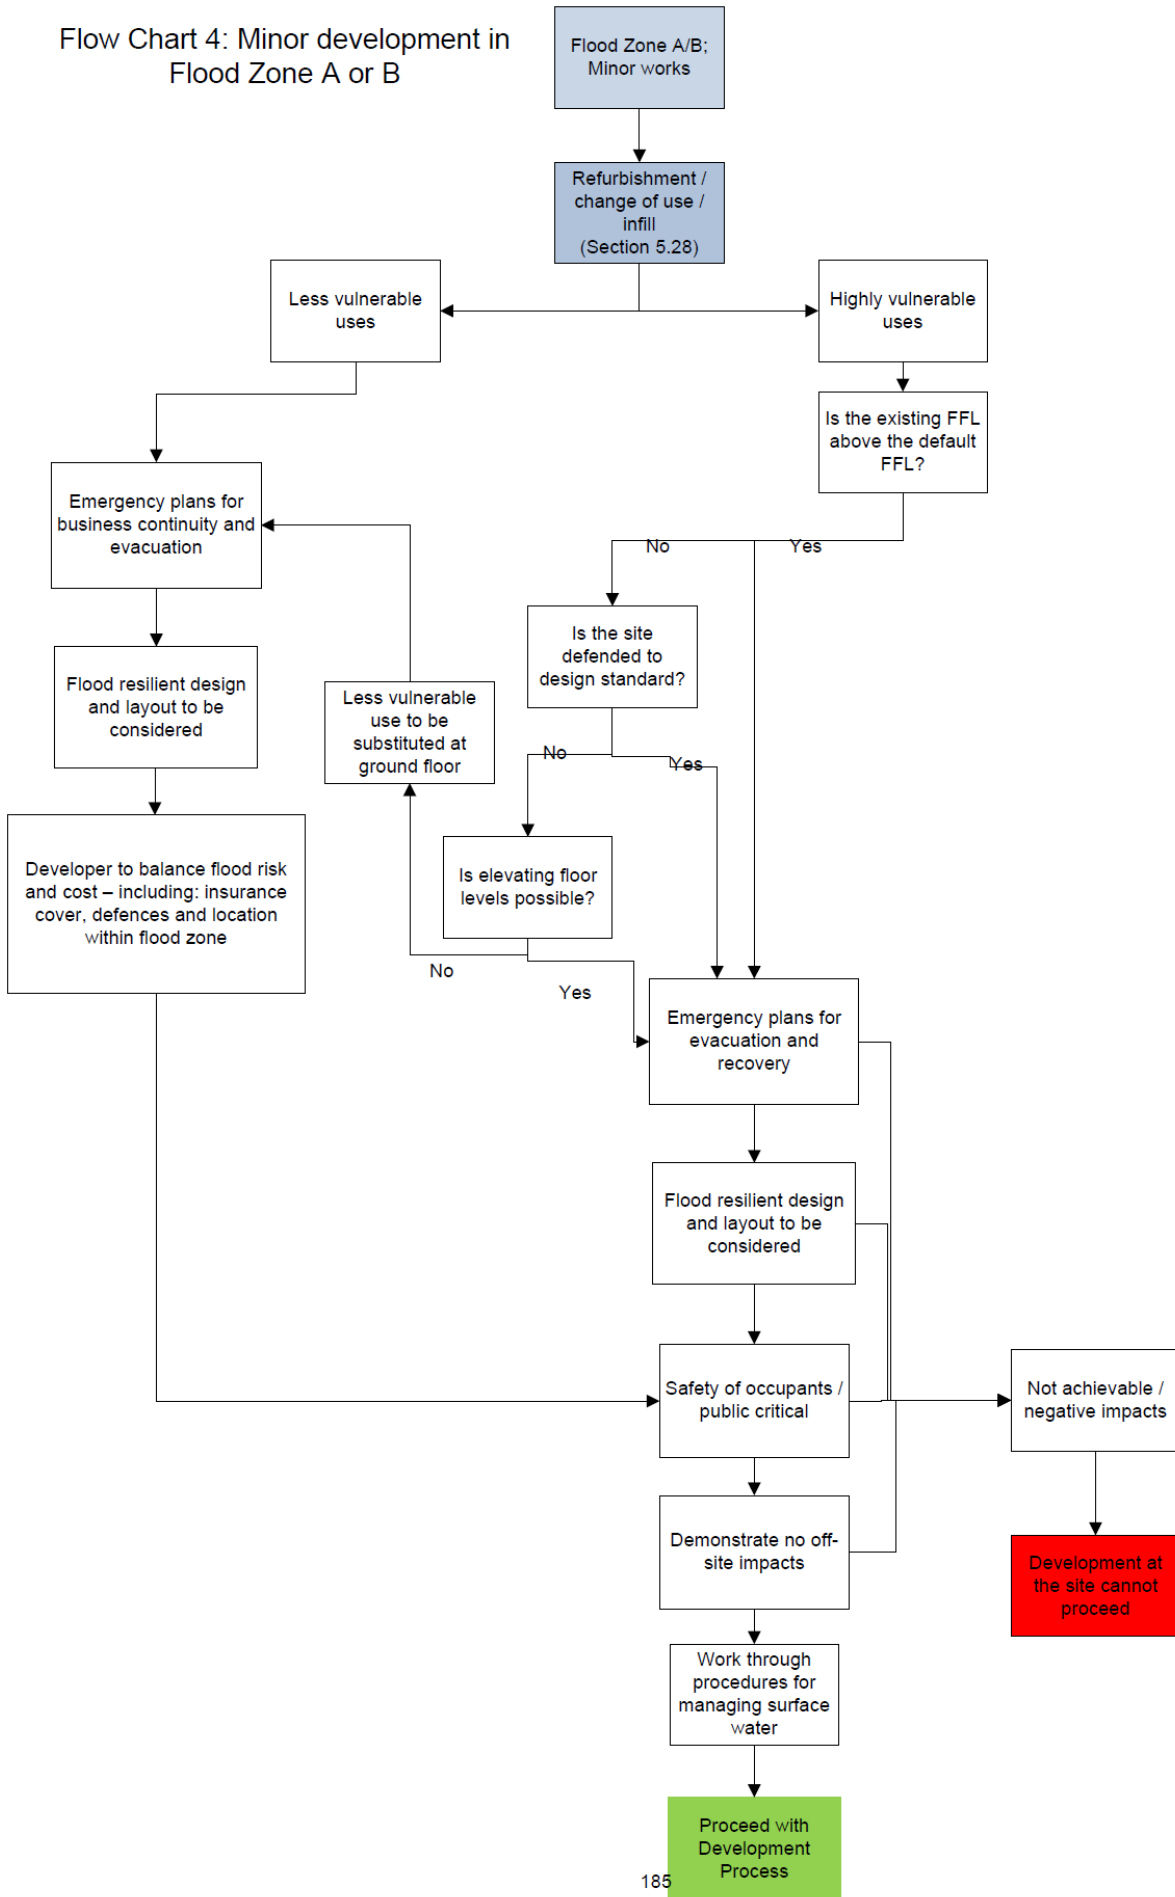 Flow Chart 4: Minor development in
Flood Zone A or B
Flood Zone A/B;
Minor works
Refurbishment /
change of use /
infill
(Section 5.28)
Less vulnerable
uses
Highly vulnerable
uses
Is the existing FFL
above the default
FFL?
Emergency plans for
business continuity and
evacuation
No
Yes
Is the site
defended to
design standard?
Flood resilient design
and layout to be
considered
Less vulnerable
use to be
substituted at
ground floor
No
Yes
Developer to balance flood risk
and cost – including: insurance
cover, defences and location
within flood zone
Is elevating floor
levels possible?
No
Yes
Emergency plans for
evacuation and
recovery
Flood resilient design
and layout to be
considered
Safety of occupants /
public critical
Not achievable /
negative impacts
Demonstrate no off-
site impacts
Development at
the site cannot
proceed
Work through
procedures for
managing surface
water
Proceed with
Development
Process
185